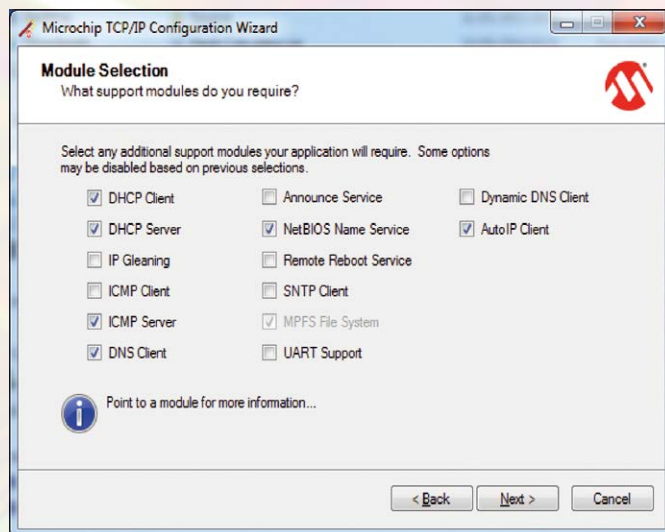 Microchip TCP/IP Configuration Wizard
Module Selection
What support modules do you require?
Select any additional support modules your application will require. Some options
may be disabled based on previous selections.
DHCP Client
Announce Service
Dynamic DNS Client
DHCP Server
NetBIOS Name Service
AutoIP Client
IP Gleaning
Remote Reboot Service
ICMP Client
SNTP Client
ICMP Server
MPFS File System
DNS Client
UART Support
Point to a module for more information...
< Back
Next >
Cancel